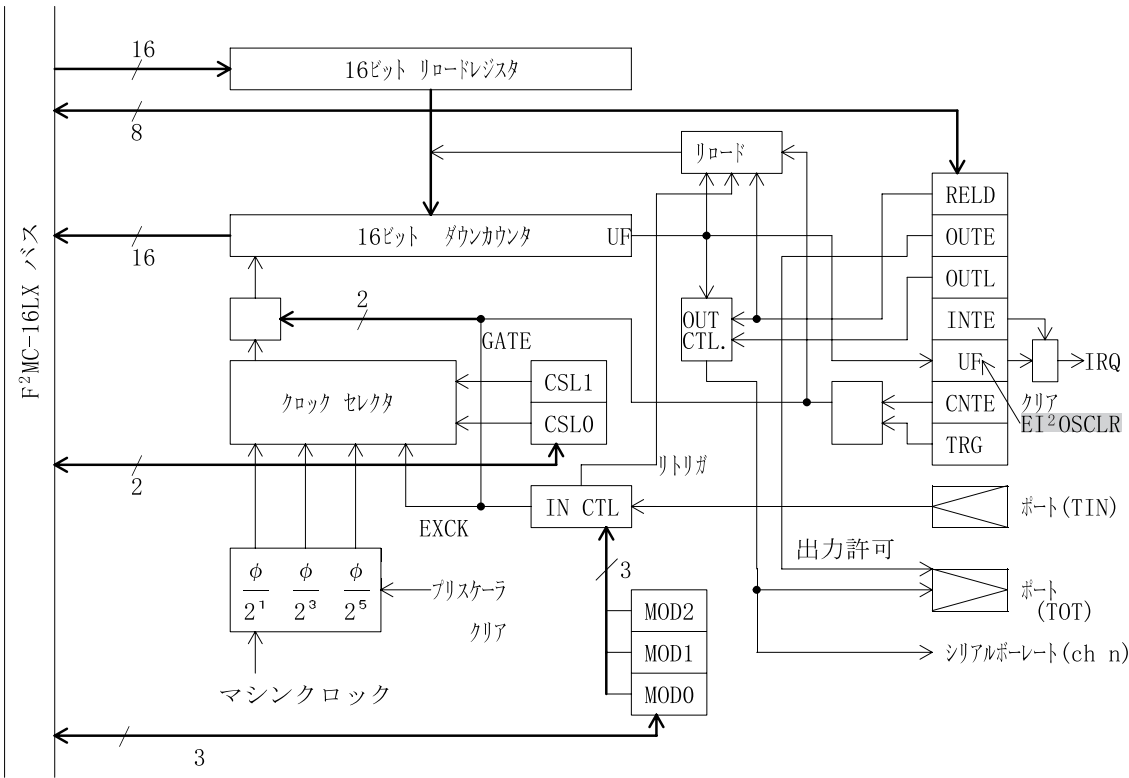 F²MC-16LX バス
16
16ビット リロードレジスタ
8
リロード
RELD
16ビット ダウンカウンタ UF
16
OUTE
OUTL
2
OUT
CTL.
INTE
GATE
UF
IRQ
クロック セレクタ
CSL1
CSL0
CNTE
クリア
EI²OSCLR
TRG
2
リトリガ
EXCK
IN CTL
ポート(TIN)
出力許可
3
φ
2¹
φ
2³
φ
2⁵
プリスケーラ
クリア
MOD2
MOD1
MOD0
ポート
(TOT)
シリアルボーレート(ch n)
マシンクロック
3